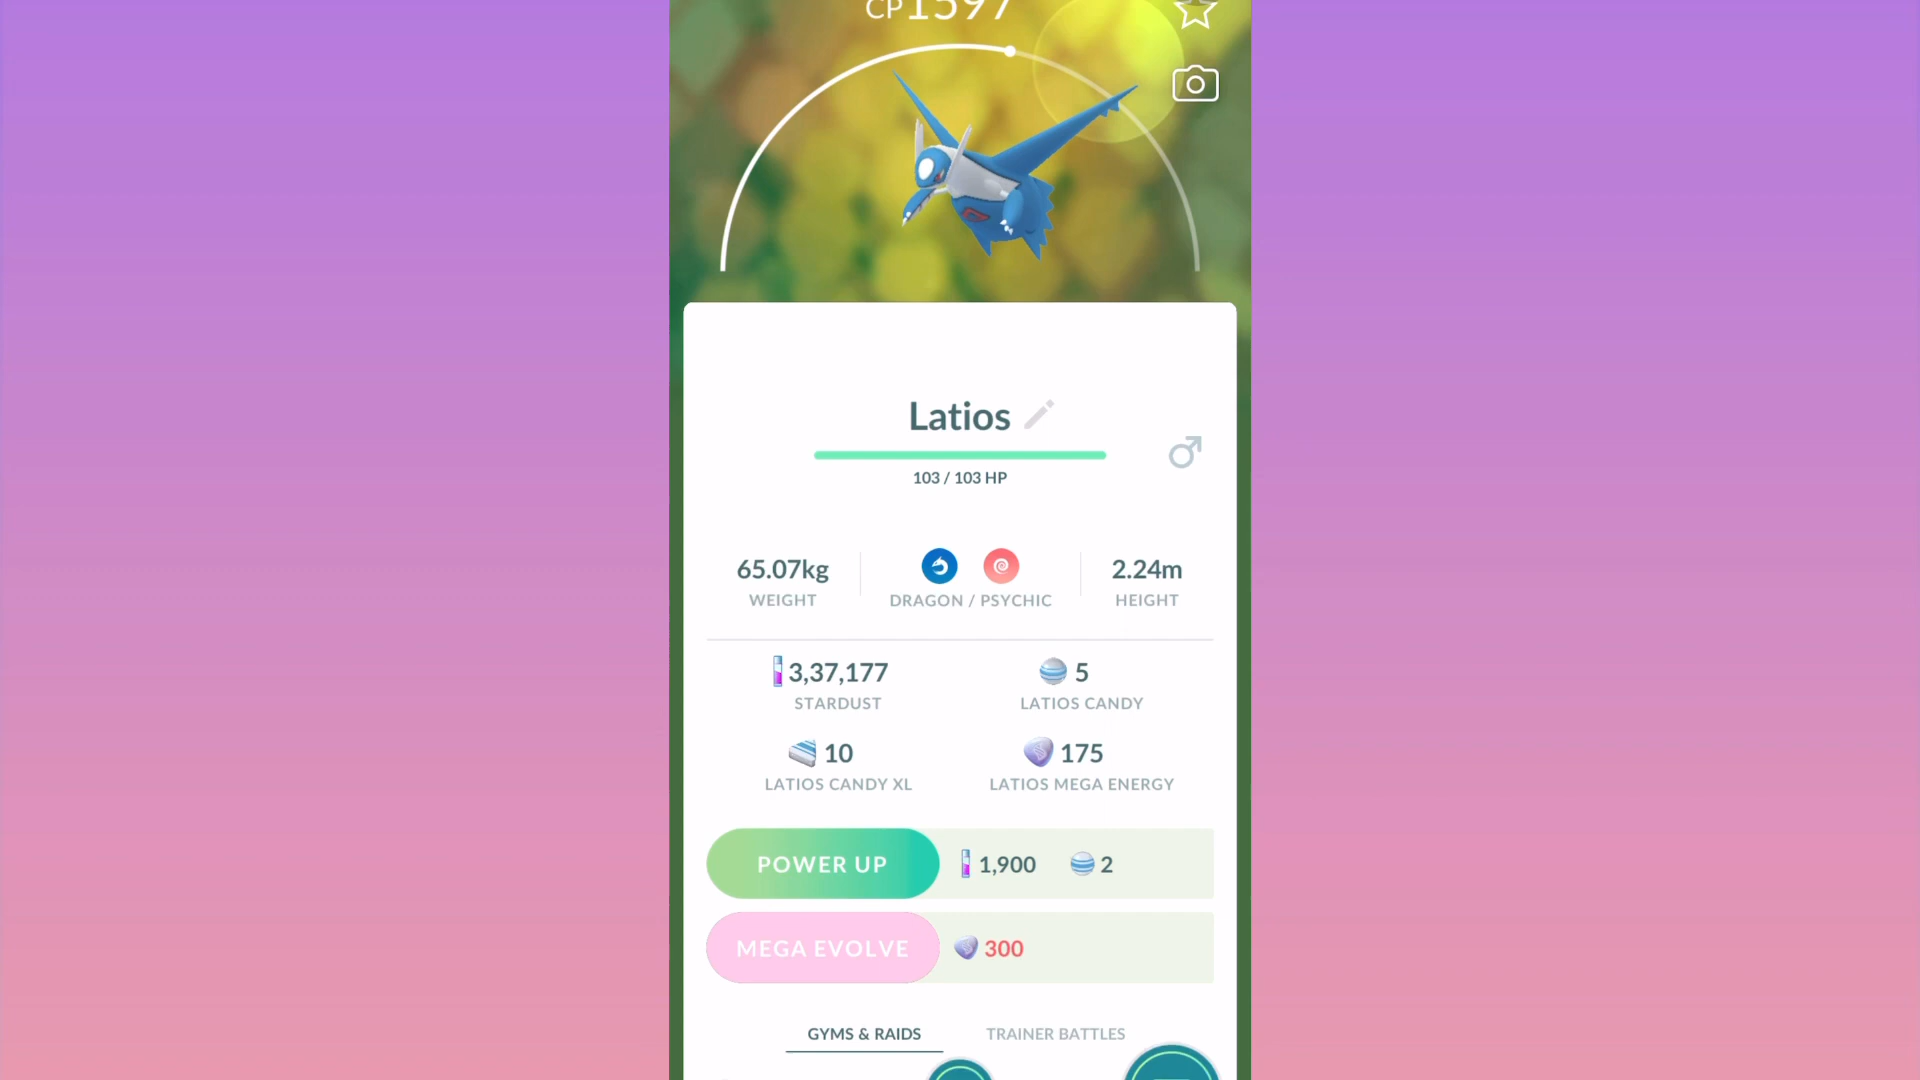 CP1597
Latios
103 / 103 HP
65.07kg
WEIGHT
DRAGON / PSYCHIC
2.24m
HEIGHT
3,37,177
STARDUST
5
LATIOS CANDY
10
LATIOS CANDY XL
175
LATIOS MEGA ENERGY
POWER UP
1,900
2
MEGA EVOLVE
300
GYMS & RAIDS
TRAINER BATTLES